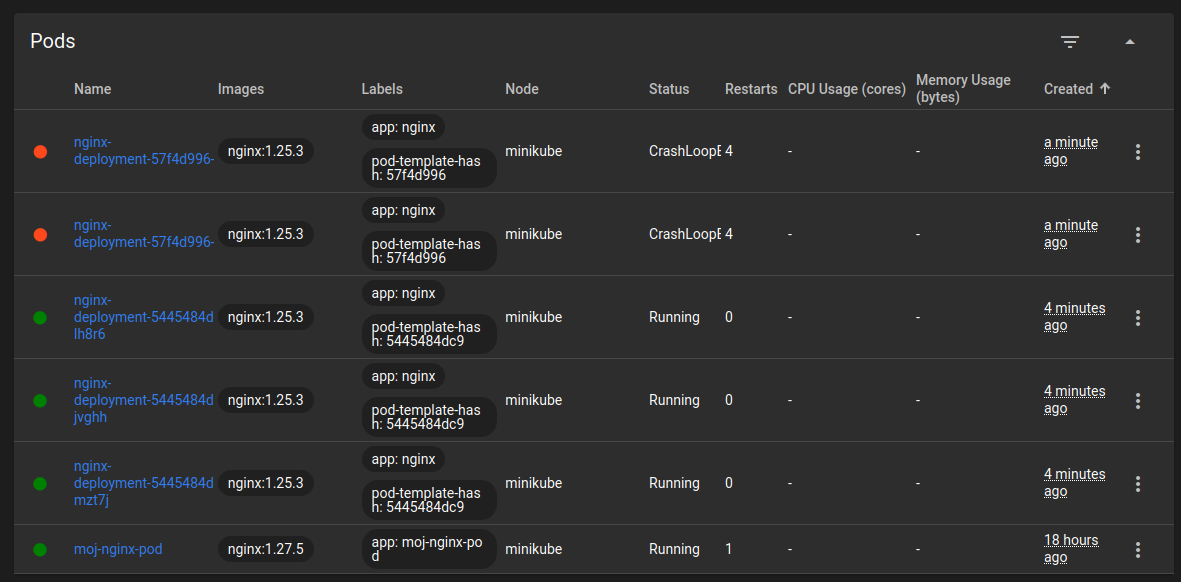 Pods
Name Images Labels Node Status Restarts CPU Usage (cores) Memory Usage (bytes) Created
nginx-
deployment-57f4d996-
nginx:1.25.3
app: nginx
pod-template-has
h: 57f4d996
minikube
CrashLoopE
4
-
-
a minute
ago
nginx-
deployment-57f4d996-
nginx:1.25.3
app: nginx
pod-template-has
h: 57f4d996
minikube
CrashLoopE
4
-
-
a minute
ago
nginx-
deployment-5445484d
lh8r6
nginx:1.25.3
app: nginx
pod-template-has
h: 5445484dc9
minikube
Running
0
-
-
4 minutes
ago
nginx-
deployment-5445484d
jvghh
nginx:1.25.3
app: nginx
pod-template-has
h: 5445484dc9
minikube
Running
0
-
-
4 minutes
ago
nginx-
deployment-5445484d
mzt7j
nginx:1.25.3
app: nginx
pod-template-has
h: 5445484dc9
minikube
Running
0
-
-
4 minutes
ago
moj-nginx-pod
nginx:1.27.5
app: moj-nginx-po
d
minikube
Running
1
-
-
18 hours
ago